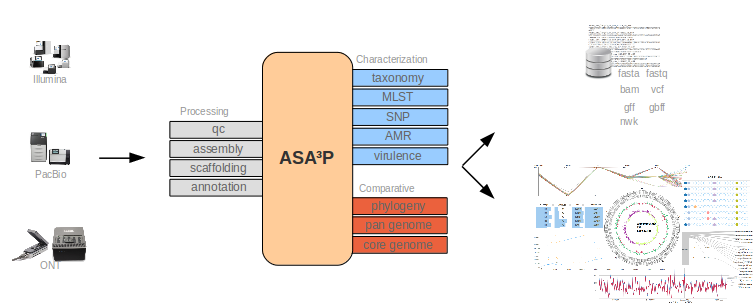 Illumina
PacBio
ONT
Processing
qc
assembly
scaffolding
annotation
ASA³P
Characterization
taxonomy
MLST
SNP
AMR
virulence
Comparative
phylogeny
pan genome
core genome
fasta fastq
bam vcf
gff gbff
nwk